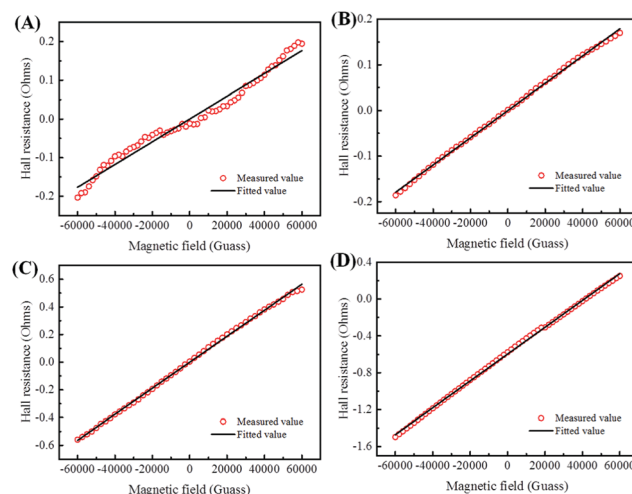 (A)
Hall resistance (Ohms)
0.2
0.1
0.0
-0.1
-0.2
Measured value
Fitted value
-60000 -40000 -20000 0 20000 40000 60000
Magnetic field (Guass)
(B)
Hall resistance (Ohms)
0.2
0.1
0.0
-0.1
-0.2
Measured value
Fitted value
-60000 -40000 -20000 0 20000 40000 60000
Magnetic field (Guass)
(C)
Hall resistance (Ohms)
0.6
0.4
0.2
0.0
-0.2
-0.4
-0.6
Measured value
Fitted value
-60000 -40000 -20000 0 20000 40000 60000
Magnetic field (Guass)
(D)
Hall resistance (Ohms)
0.4
0.0
-0.4
-0.8
-1.2
-1.6
Measured value
Fitted value
-60000 -40000 -20000 0 20000 40000 60000
Magnetic field (Guass)